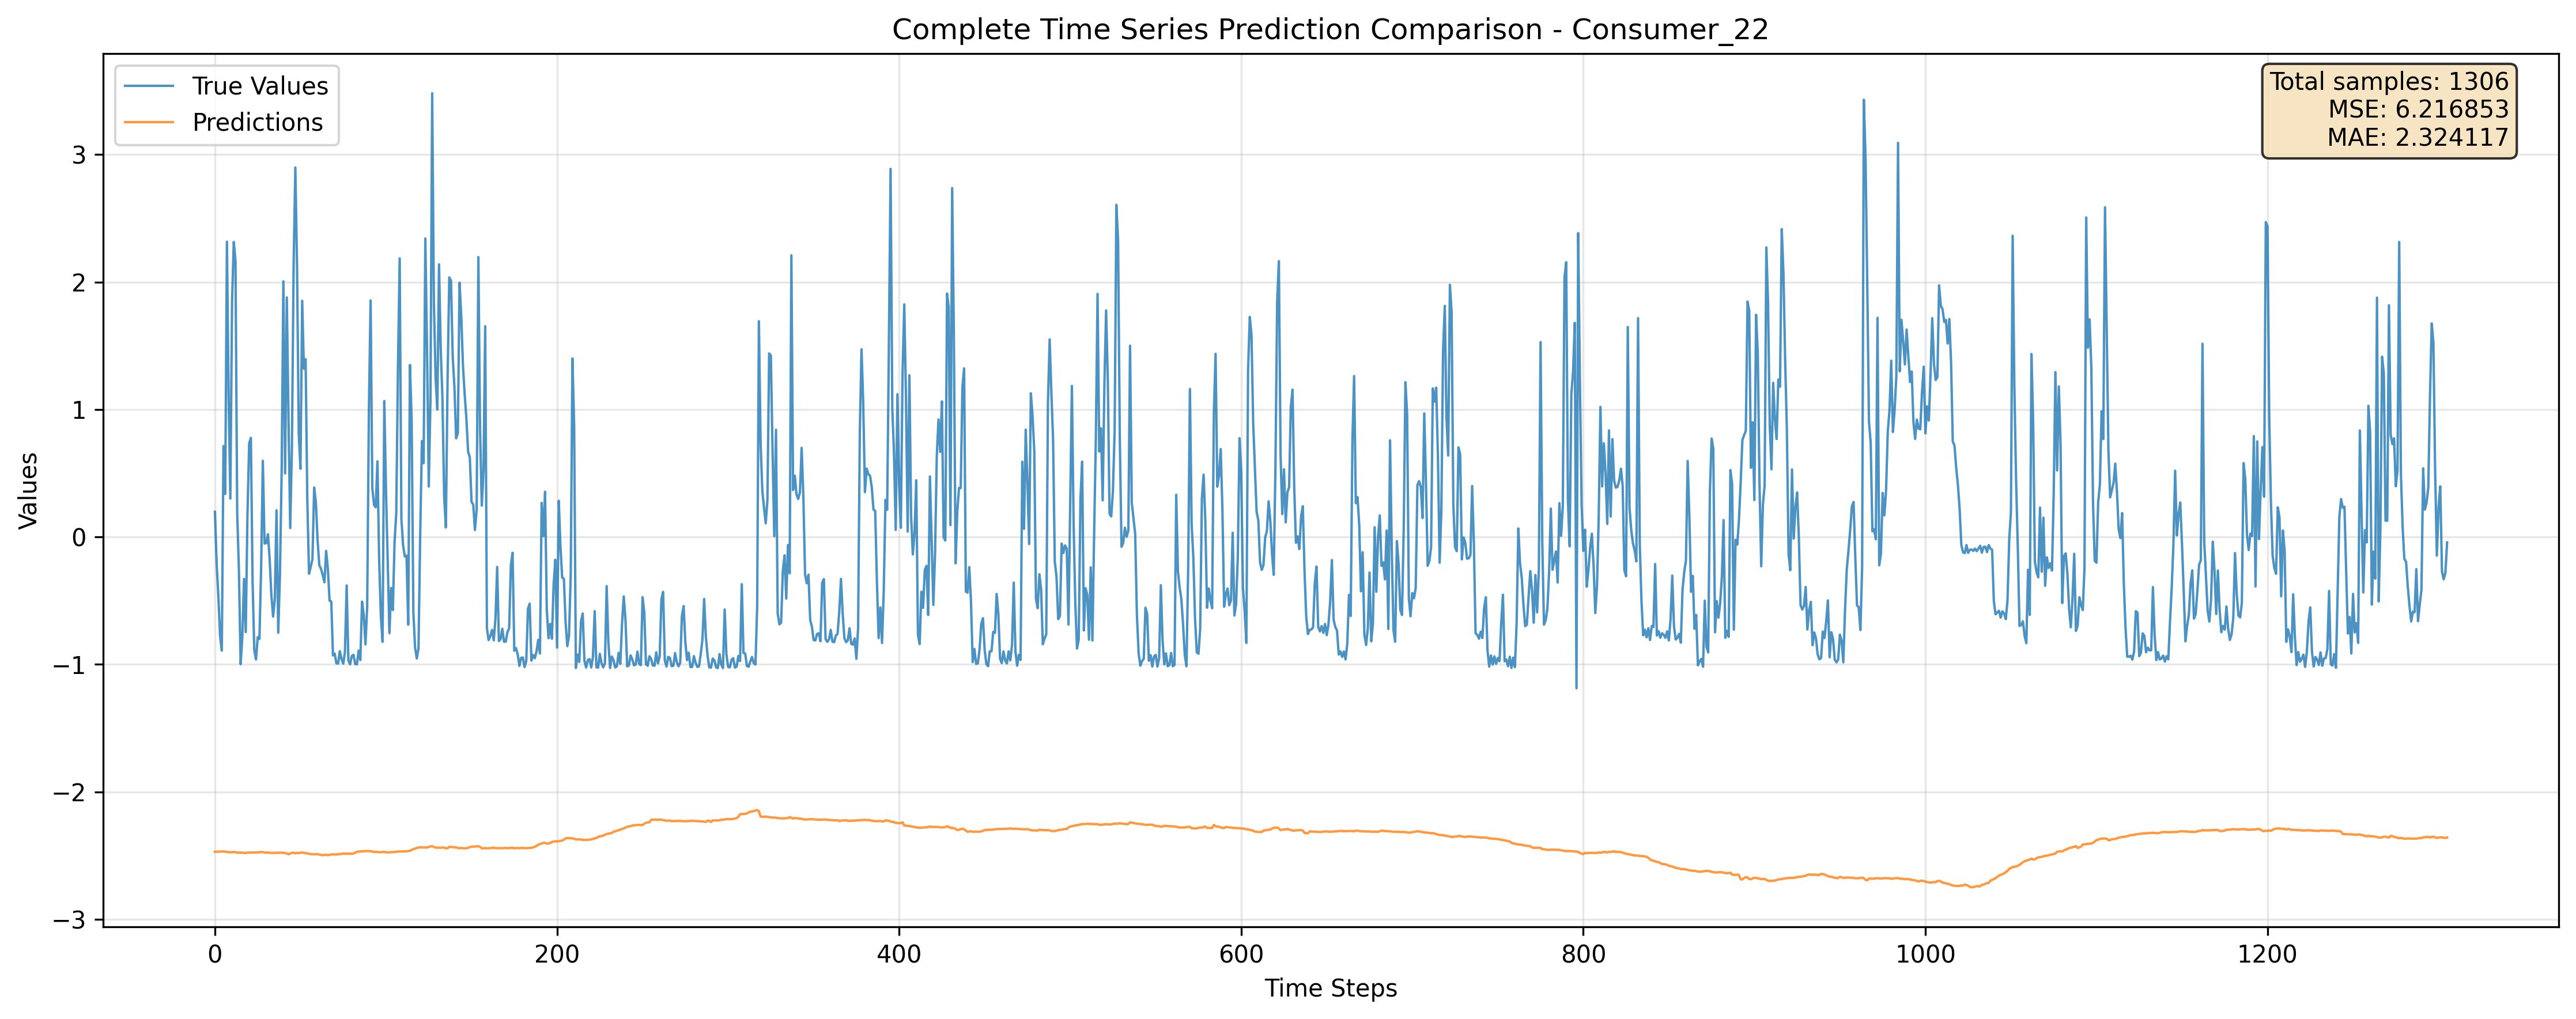 Complete Time Series Prediction Comparison - Consumer_22
True Values
Predictions
Total samples: 1306
MSE: 6.216853
MAE: 2.324117
Values
3
2
1
0
−1
−2
−3
0 200 400 600 800 1000 1200
Time Steps